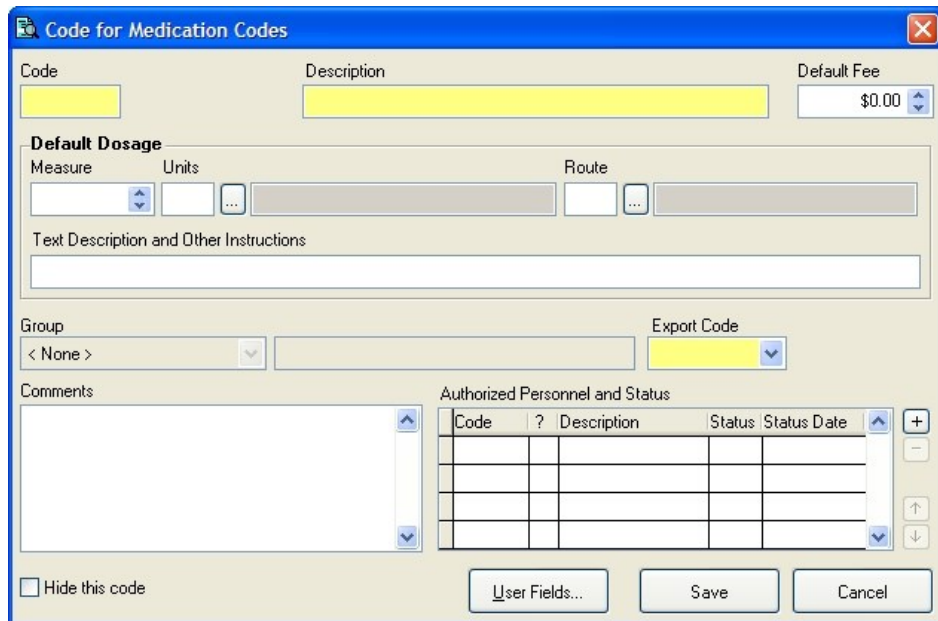 Code for Medication Codes
Code Description Default Fee
$0.00
Default Dosage
Measure Units Route
... ...
Text Description and Other Instructions
Group Export Code
< None >
Comments Authorized Personnel and Status
Code ? Description Status Status Date
Hide this code User Fields... Save Cancel